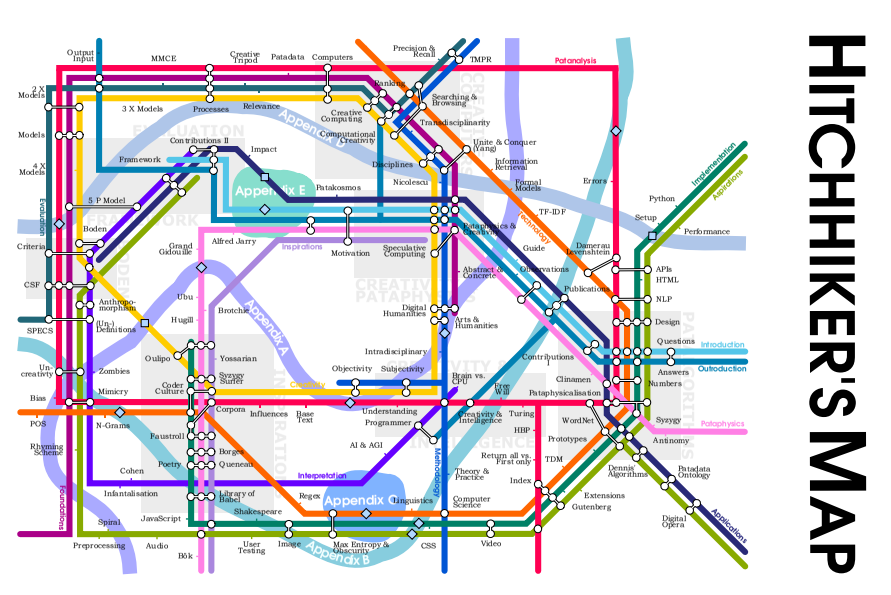 HITCHHIKER'S MAP
Output
Input
MMCE
Creative
Tripod
Patadata
Computers
Precision &
Recall
TMPR
Patanalysis
2 X
Models
3 X Models
Processes
Relevance
Ranking
Searching &
Browsing
Creative
Computing
Transdisciplinarity
Models
EVALUATION
Contributions II
Impact
Computational
Creativity
Unite & Conquer
(Yang)
Framework
Disciplines
Information
Retrieval
4 X
Models
Appendix E
Patakosmos
Nicolescu
Formal
Models
Errors
Implementation
Aspirations
5 P Model
Evaluation
Python
TF-IDF
Technology
Setup
Performance
Boden
Alfred Jarry
Inspirations
Motivation
Speculative
Computing
Pataphysics &
Creativity
Guide
Damerau
Levenshtein
Criteria
Grand
Gidouille
Abstract &
Concrete
Observations
APIs
HTML
CSF
Ubu
Publications
NLP
Anthropo-
morphism
Brotchie
Digital
Humanities
Arts &
Humanities
Design
SPECS
(Un-)
Definitions
Hugill
Appendix A
Questions
Introduction
Outroduction
Oulipo
Yossarian
Intradisciplinary
Contributions
Answers
Un-
creativity
Zombies
Objectivity
Subjectivity
Brain vs.
CPU
Free
Will
Clinamen
Numbers
Mimicry
Coder
Culture
Syzygy
Surfer
Creativity
Pataphysicalisation
Bias
POS
N-Grams
Corpora
Influences
Base
Text
Understanding
Programmer
Creativity &
Intelligence
Turing
WordNet
Syzygy
Pataphysics
Antinomy
HBP
Prototypes
Rhyming
Scheme
Faustroll
Borges
AI & AGI
Methodology
Return all vs.
First only
TDM
Dennis'
Algorithms
Patadata
Ontology
Cohen
Poetry
Queneau
Interpretation
Theory &
Practice
Index
Infantalisation
Library of
Babel
Regex
Appendix C
Linguistics
Computer
Science
Extensions
Gutenberg
Digital
Opera
Applications
Foundations
Spiral
JavaScript
Shakespeare
Preprocessing
Audio
Bök
User
Testing
Image
Appendix B
Max Entropy &
Obscurity
CSS
Video